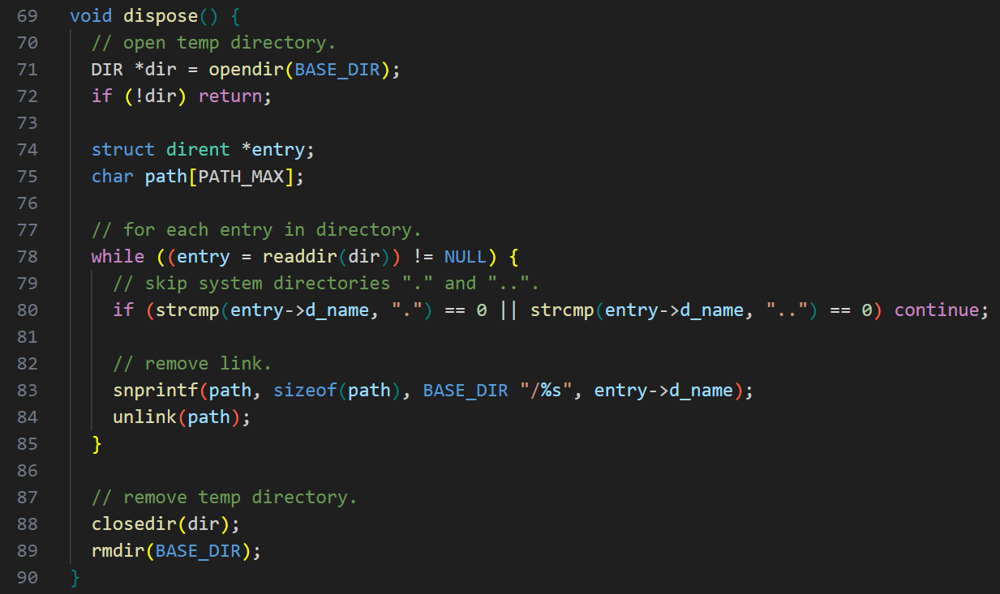 69 void dispose() {
70 // open temp directory.
71 DIR *dir = opendir(BASE_DIR);
72 if (!dir) return;
73
74 struct dirent *entry;
75 char path[PATH_MAX];
76
77 // for each entry in directory.
78 while ((entry = readdir(dir)) != NULL) {
79 // skip system directories "." and "..".
80 if (strcmp(entry->d_name, ".") == 0 || strcmp(entry->d_name, "..") == 0) continue;
81
82 // remove link.
83 snprintf(path, sizeof(path), BASE_DIR "/%s", entry->d_name);
84 unlink(path);
85 }
86
87 // remove temp directory.
88 closedir(dir);
89 rmdir(BASE_DIR);
90 }